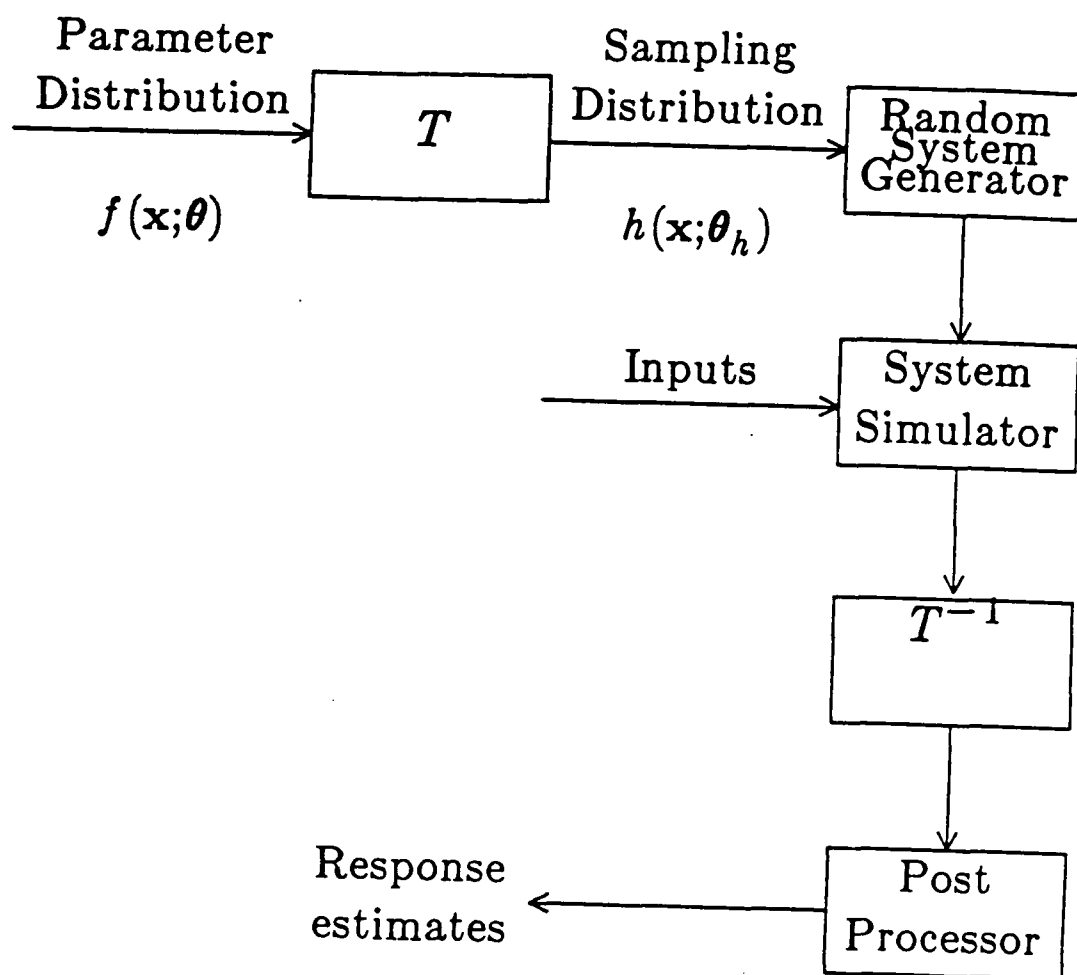 Parameter
Distribution
T
Sampling
Distribution
Random
System
Generator
f(x;θ)
h(x;θ_h)
Inputs
System
Simulator
T⁻¹
Response
estimates
Post
Processor